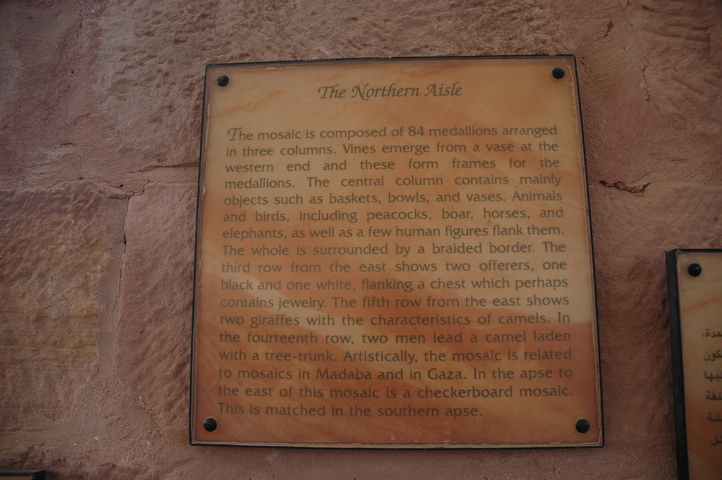 The Northern Aisle
The mosaic is composed of 84 medallions arranged
in three columns. Vines emerge from a vase at the
western end and these form frames for the
medallions. The central column contains mainly
objects such as baskets, bowls, and vases. Animals
and birds, including peacocks, boar, horses, and
elephants, as well as a few human figures flank them.
The whole is surrounded by a braided border. The
third row from the east shows two offerers, one
black and one white, flanking a chest which perhaps
contains jewelry. The fifth row from the east shows
two giraffes with the characteristics of camels. In
the fourteenth row, two men lead a camel laden
with a tree-trunk. Artistically, the mosaic is related
to mosaics in Madaba and in Gaza. In the apse to
the east of this mosaic is a checkerboard mosaic.
This is matched in the southern apse.